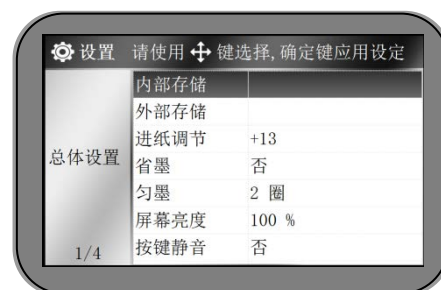 设置 请使用 键选择,确定键应用设定
内部存储
外部存储
进纸调节 +13
总体设置
省墨 否
匀墨 2 圈
屏幕亮度 100 %
1/4
按键静音 否